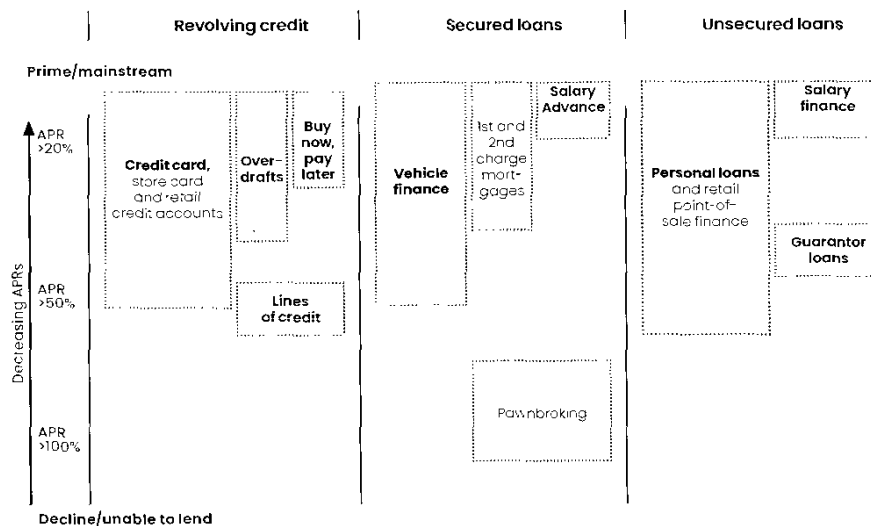 Revolving credit
Secured loans
Unsecured loans
Prime/mainstream
Decreasing APRs
APR
>20%
APR
>50%
APR
>100%
Credit card,
store card
and retail
credit accounts
Over-
drafts
Buy
now,
pay
later
Lines
of credit
Vehicle
finance
1st and
2nd
charge
mort-
gages
Salary
Advance
Pawnbroking
Personal loans
and retail
point-of-
sale finance
Salary
finance
Guarantor
loans
Decline/unable to lend